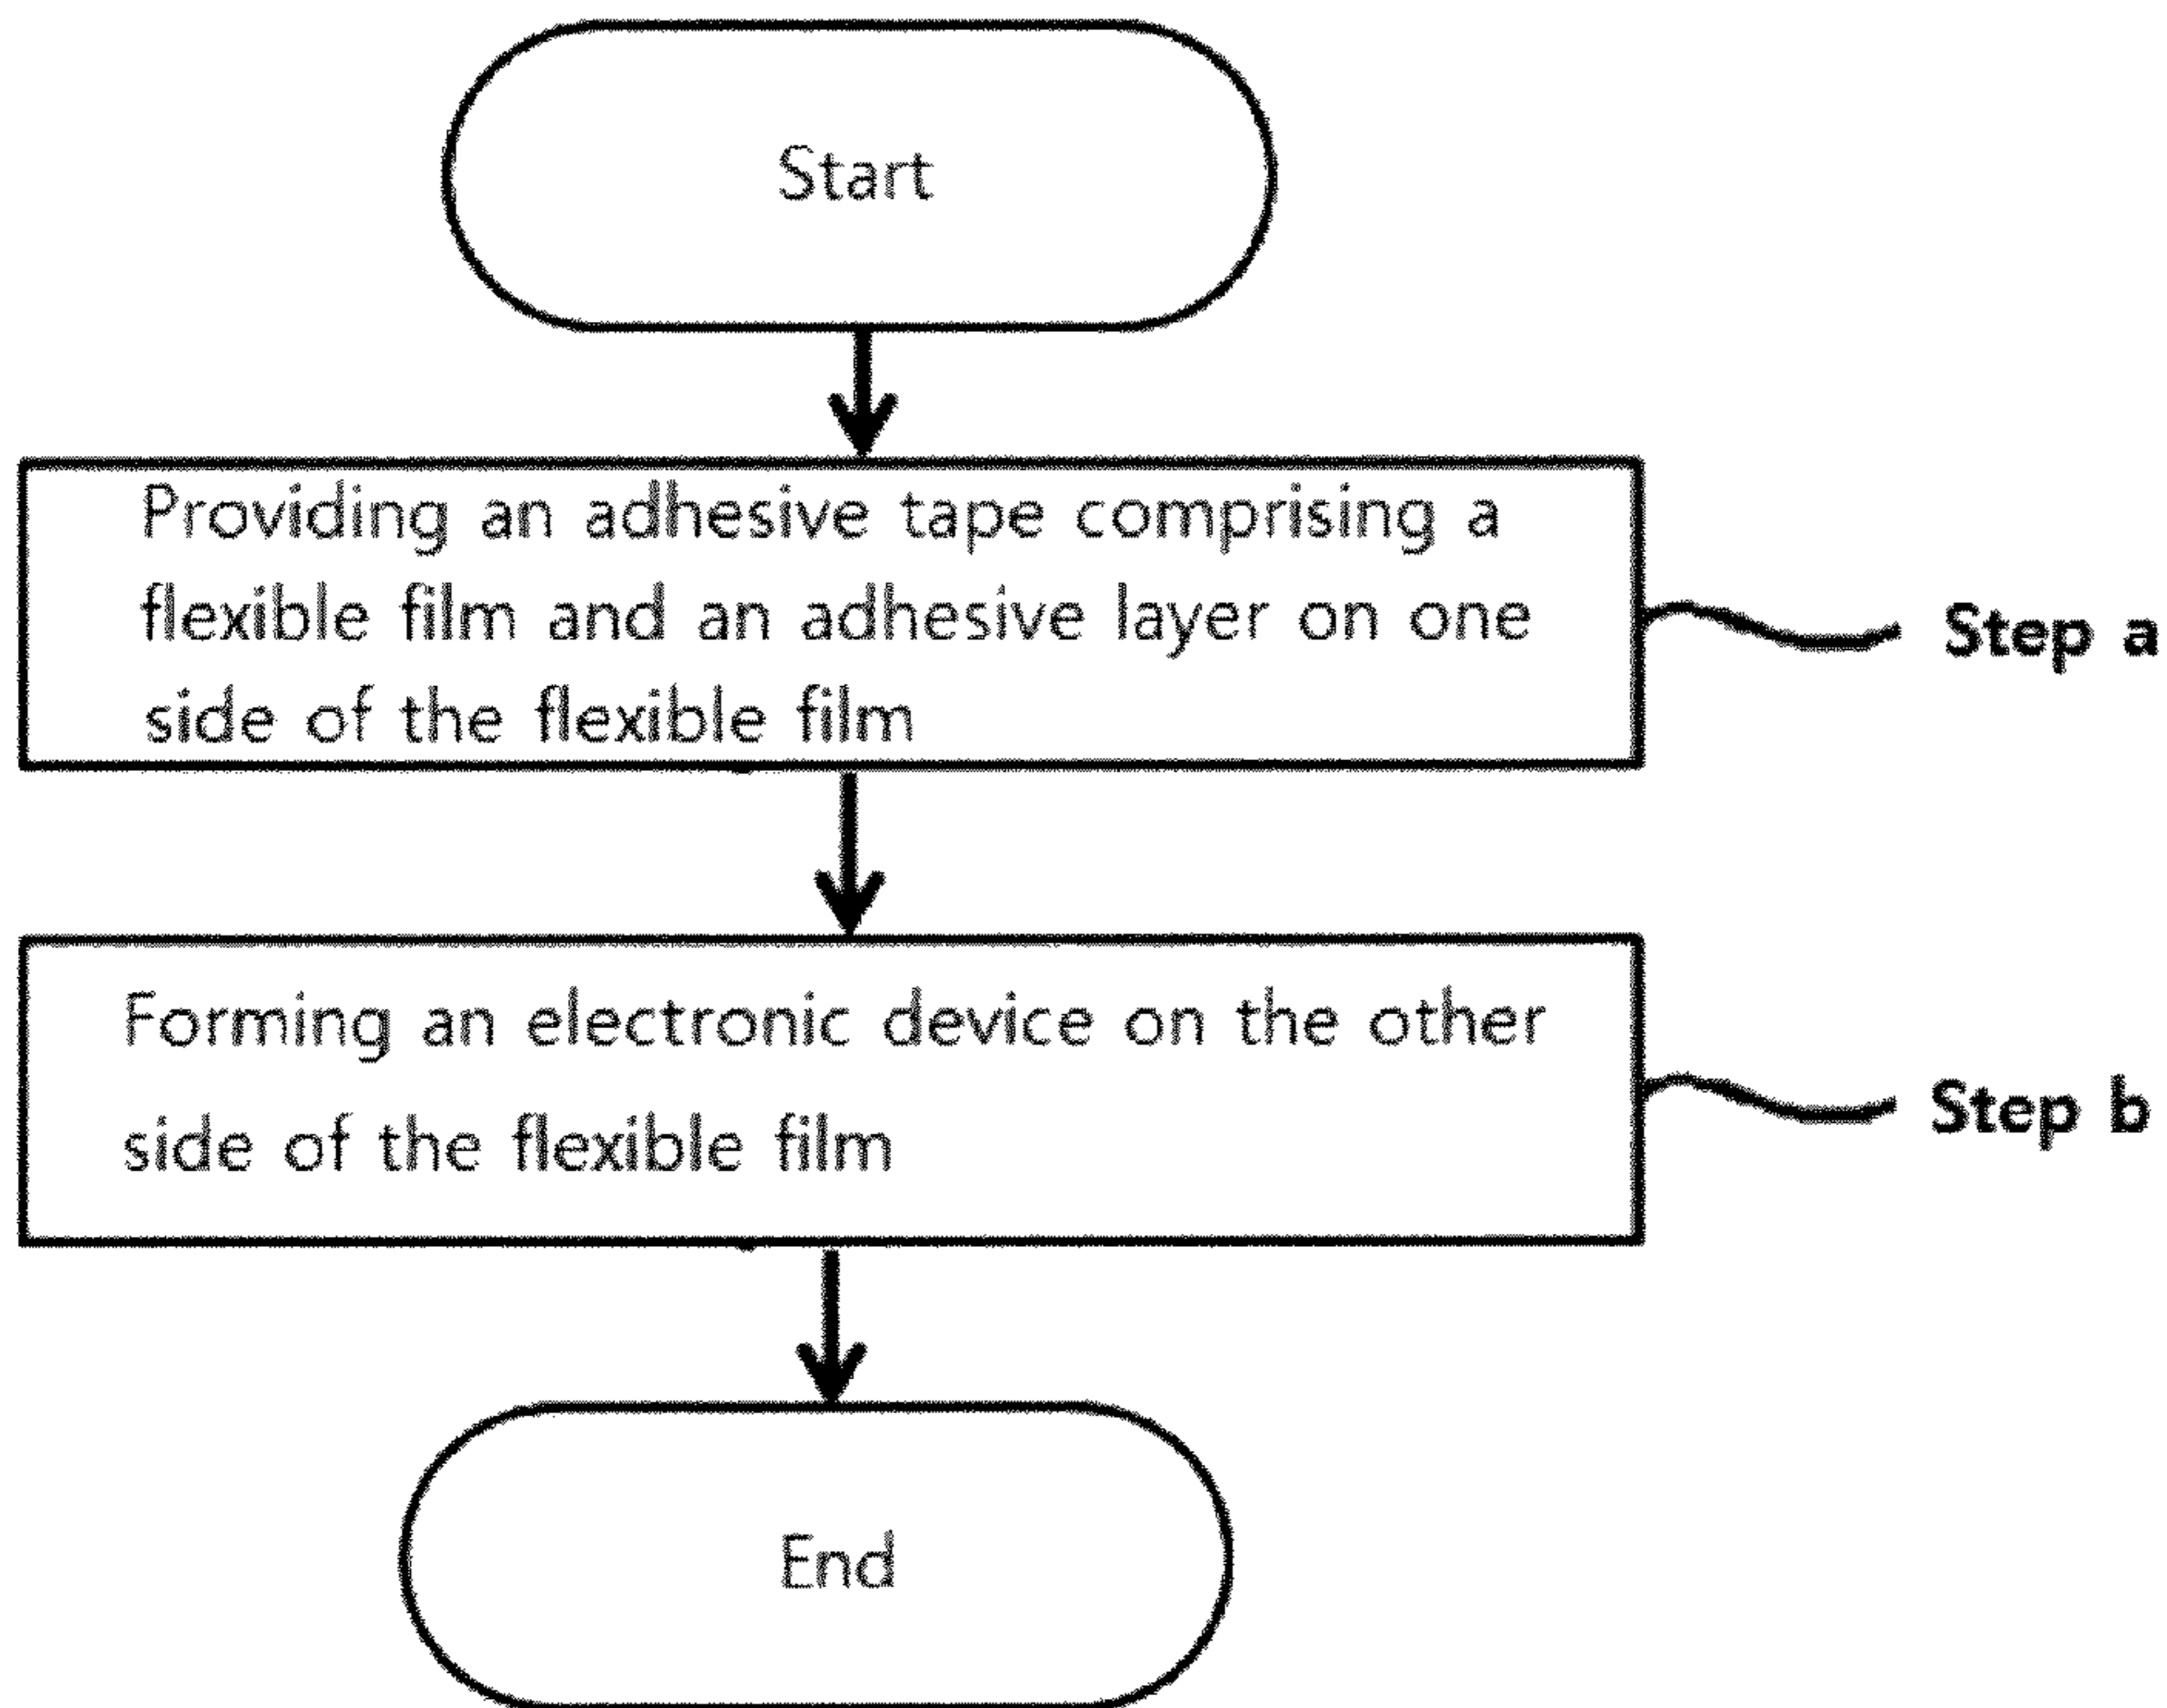 Start
Providing an adhesive tape comprising a
flexible film and an adhesive layer on one
side of the flexible film
Step a
Forming an electronic device on the other
side of the flexible film
Step b
End